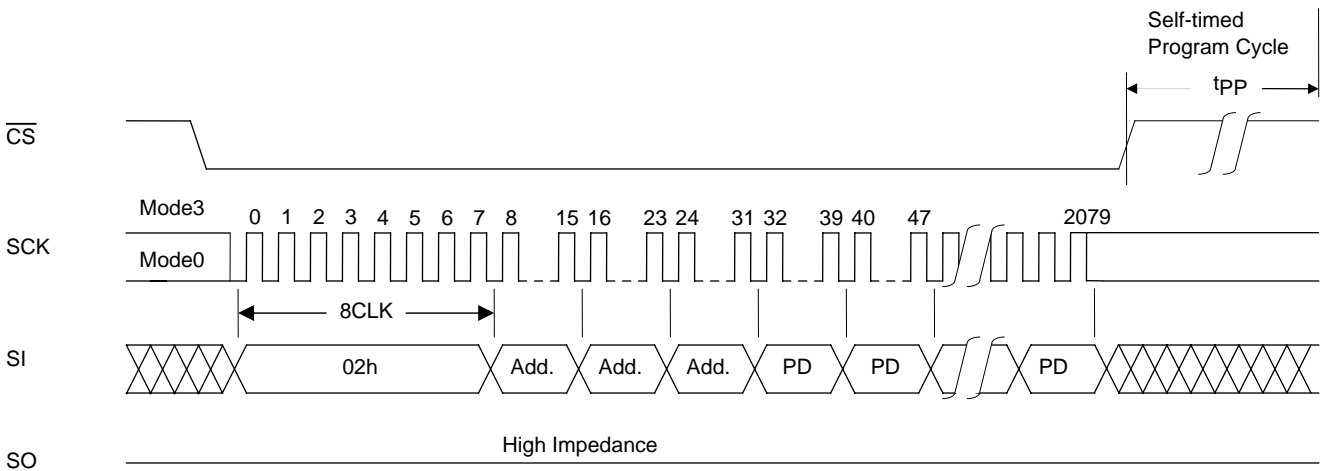 Self-timed
Program Cycle
tPP
CS
Mode3
0 1 2 3 4 5 6 7 8 15 16 23 24 31 32 39 40 47 2079
SCK
Mode0
8CLK
SI
02h Add. Add. Add. PD PD PD
High Impedance
SO